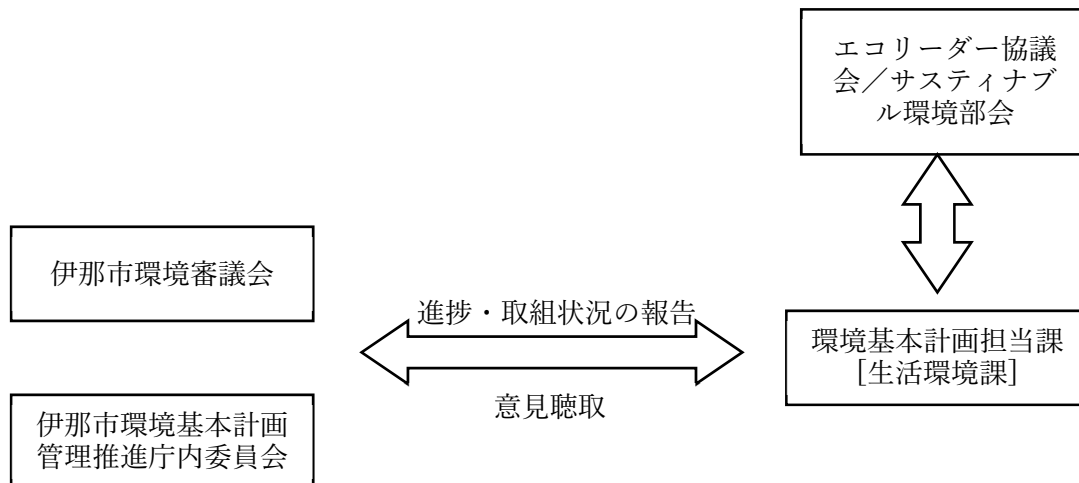 エコリーダー協議
会／サスティナブ
ル環境部会
伊那市環境審議会
進捗・取組状況の報告
環境基本計画担当課
[生活環境課]
意見聴取
伊那市環境基本計画
管理推進庁内委員会